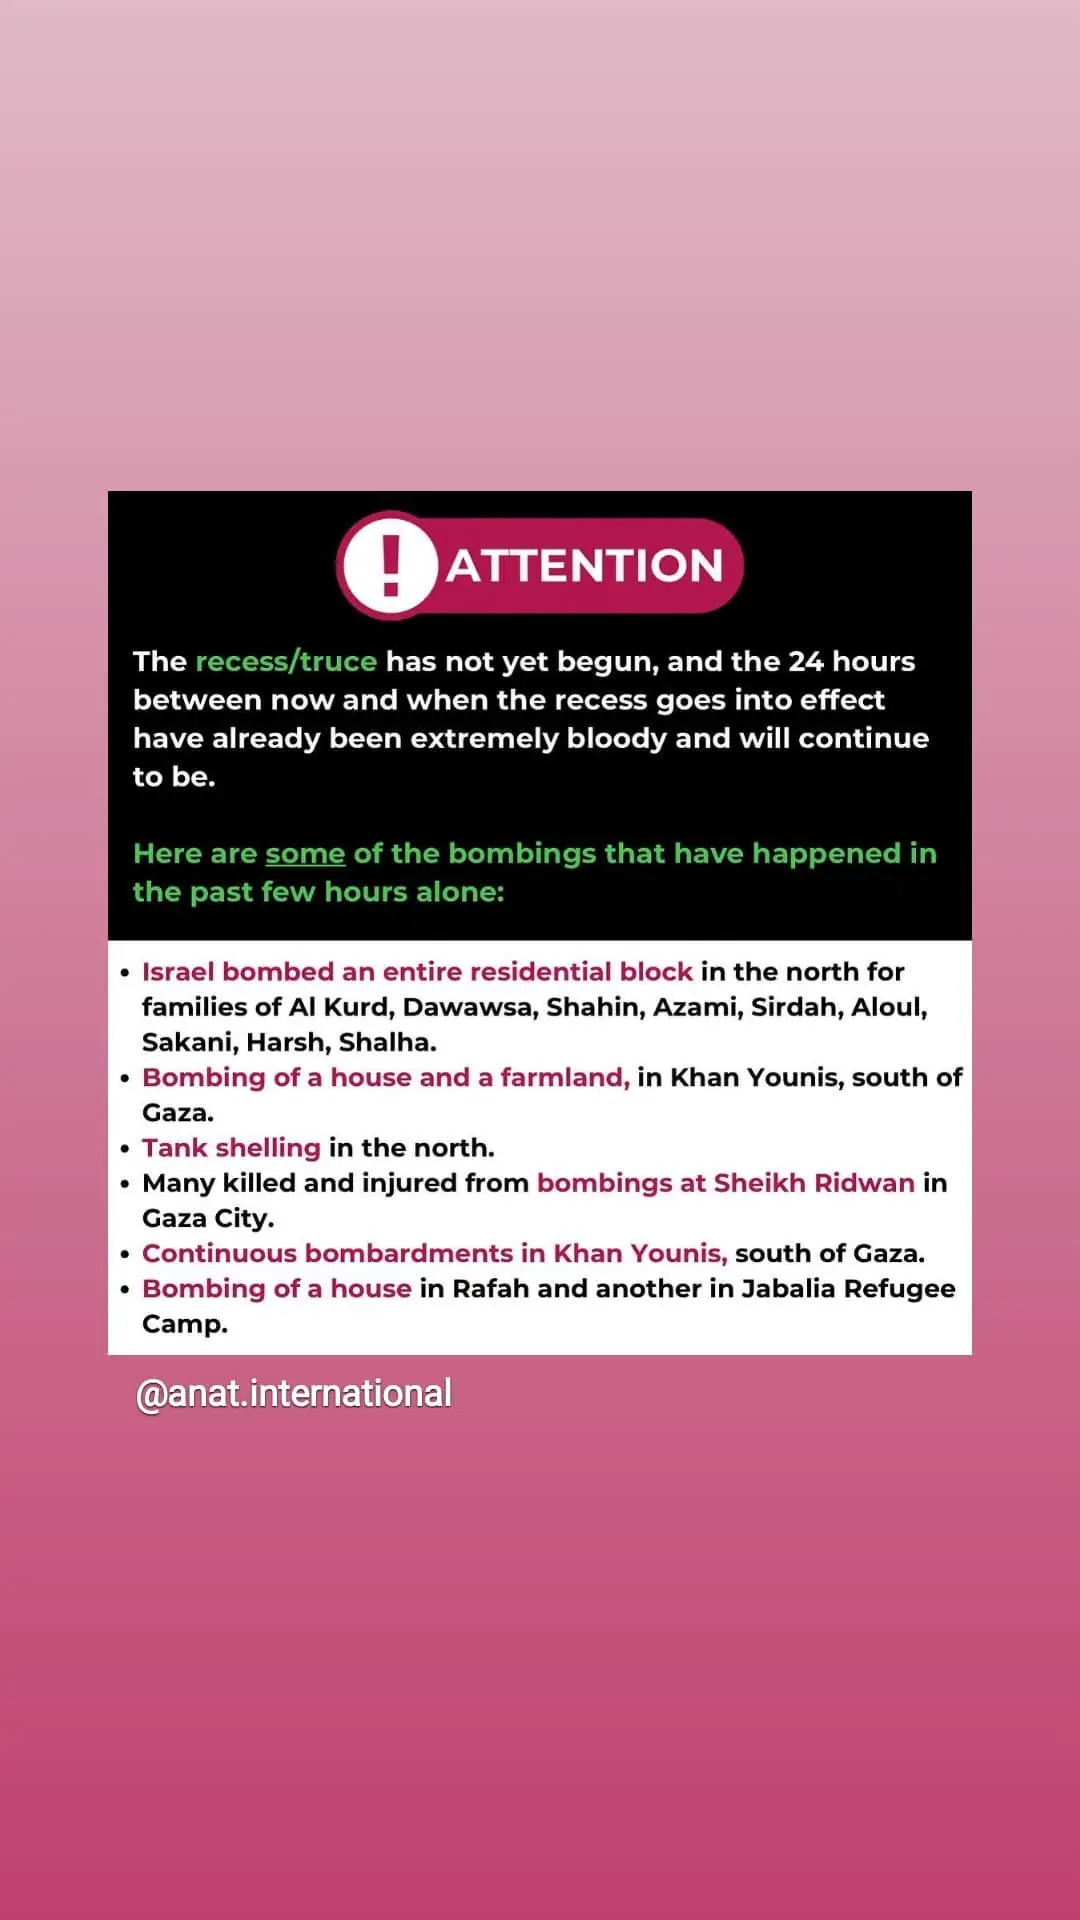 ! ATTENTION
The recess/truce has not yet begun, and the 24 hours
between now and when the recess goes into effect
have already been extremely bloody and will continue
to be.
Here are some of the bombings that have happened in
the past few hours alone:
• Israel bombed an entire residential block in the north for
families of Al Kurd, Dawawsa, Shahin, Azami, Sirdah, Aloul,
Sakani, Harsh, Shalha.
• Bombing of a house and a farmland, in Khan Younis, south of
Gaza.
• Tank shelling in the north.
• Many killed and injured from bombings at Sheikh Ridwan in
Gaza City.
• Continuous bombardments in Khan Younis, south of Gaza.
• Bombing of a house in Rafah and another in Jabalia Refugee
Camp.
@anat.international